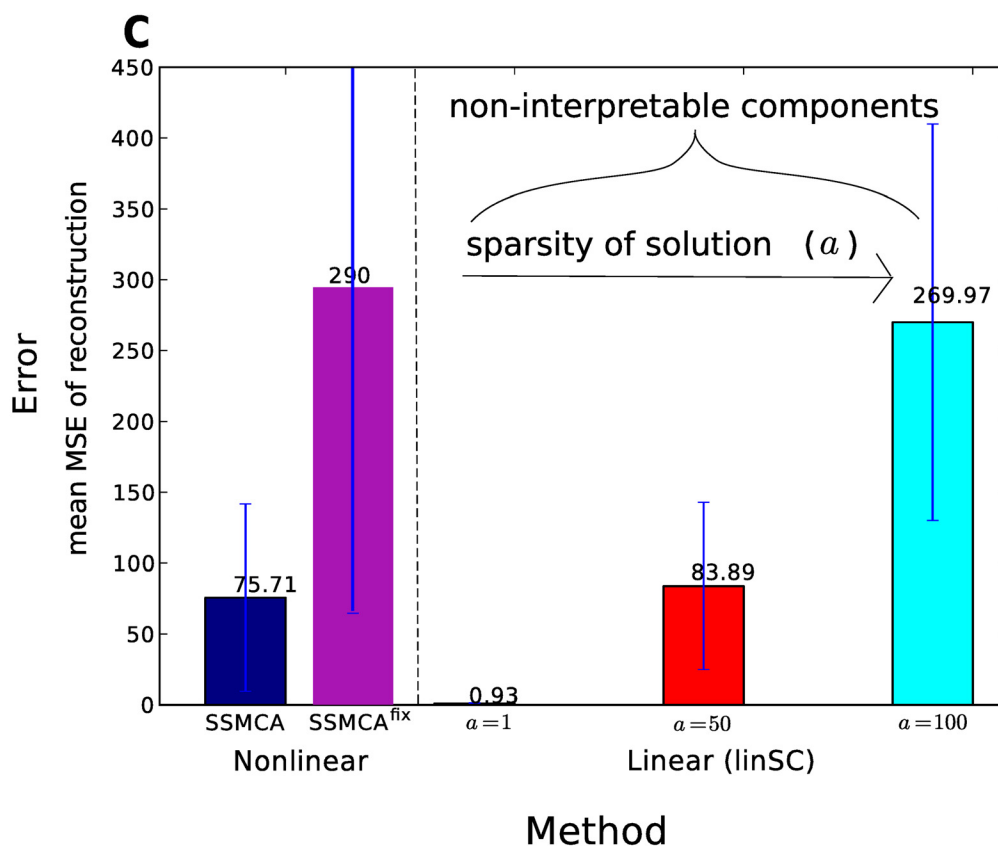 C
450
400
350
300
250
200
150
100
50
0
Error
mean MSE of reconstruction
non-interpretable components
sparsity of solution (a)
290
269.97
75.71
83.89
0.93
SSMCA
SSMCA^fix
a=1
a=50
a=100
Nonlinear
Linear (linSC)
Method